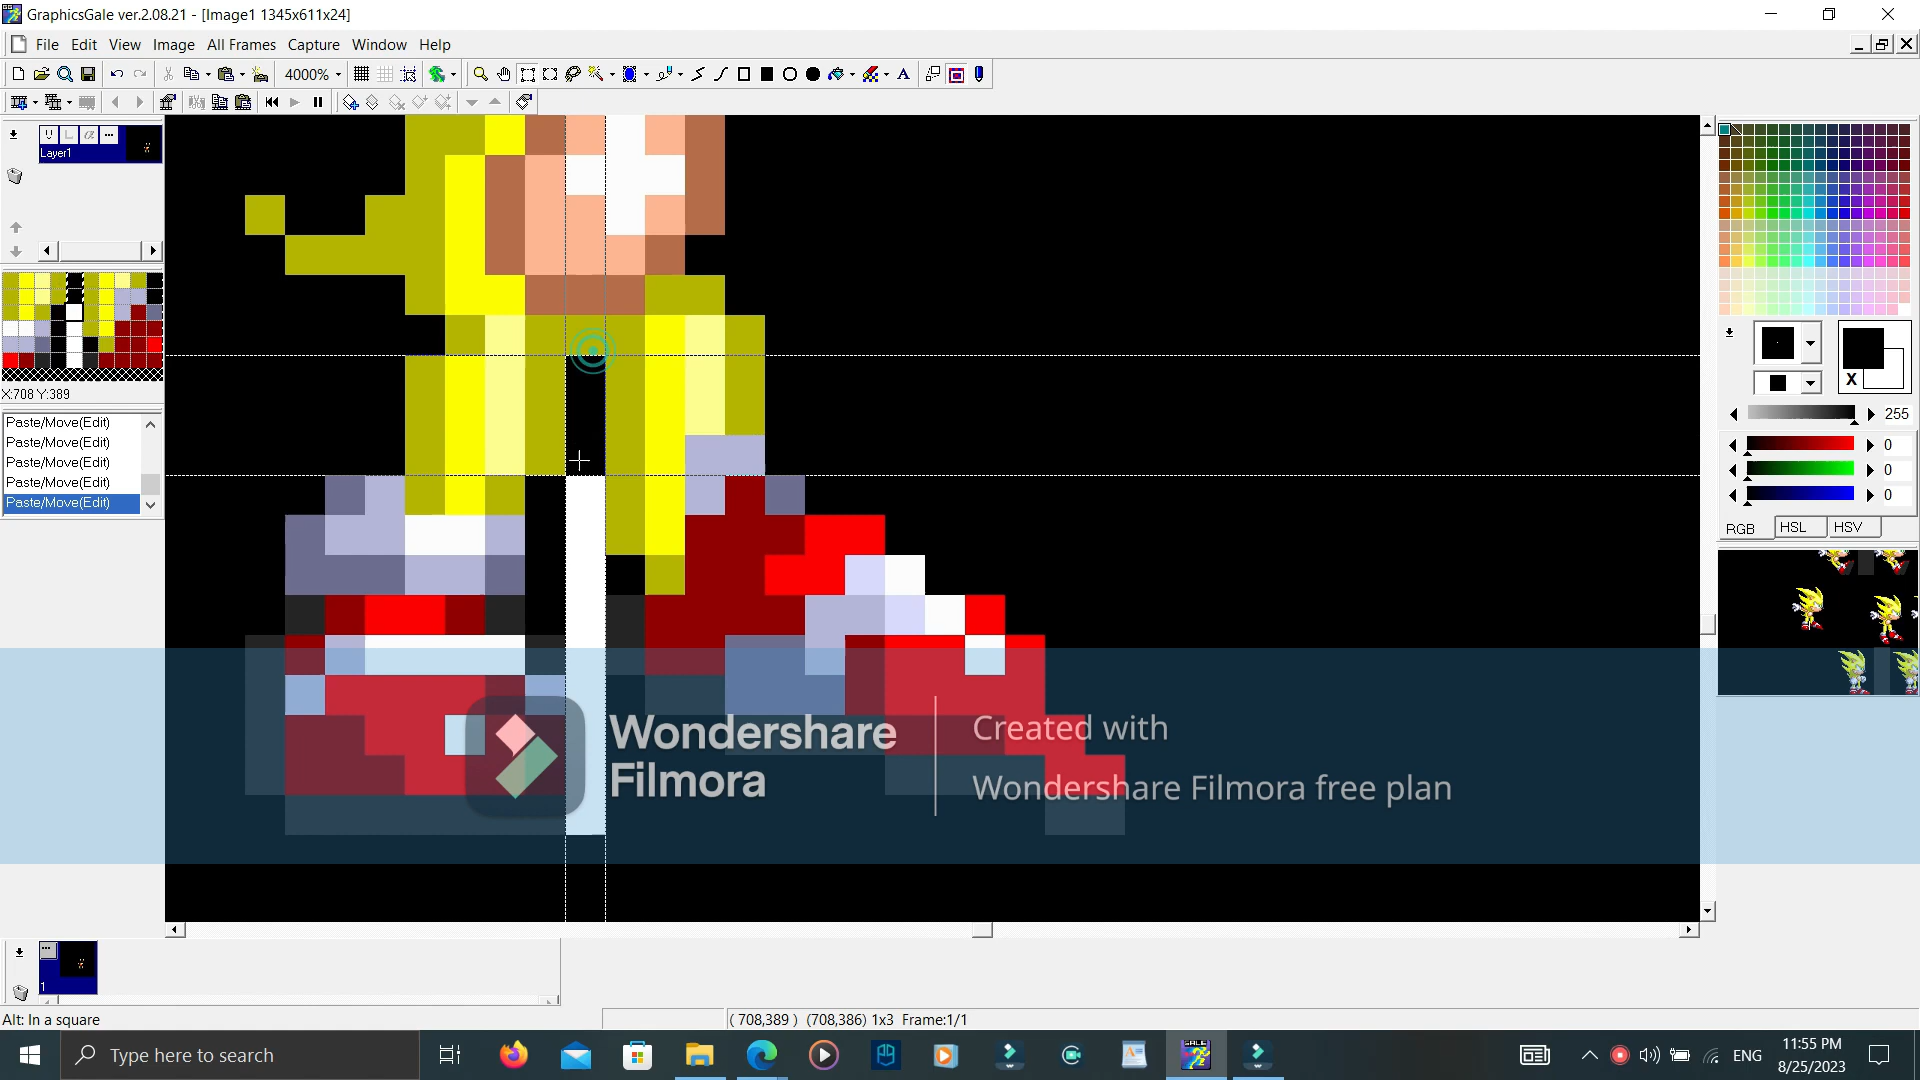 GraphicsGale ver.2.08.21 - [Image1 1345x611x24]
File Edit View Image All Frames Capture Window Help
4000%
A
Layer1
X:708 Y:389
Paste/Move(Edit)
Paste/Move(Edit)
Paste/Move(Edit)
Paste/Move(Edit)
Paste/Move(Edit)
X
255
0
0
0
RGB HSL HSV
Wondershare
Filmora
Created with
Wondershare Filmora free plan
1
Alt: In a square
( 708,389 ) (708,386) 1x3 Frame:1/1
Type here to search
ENG
11:55 PM
8/25/2023